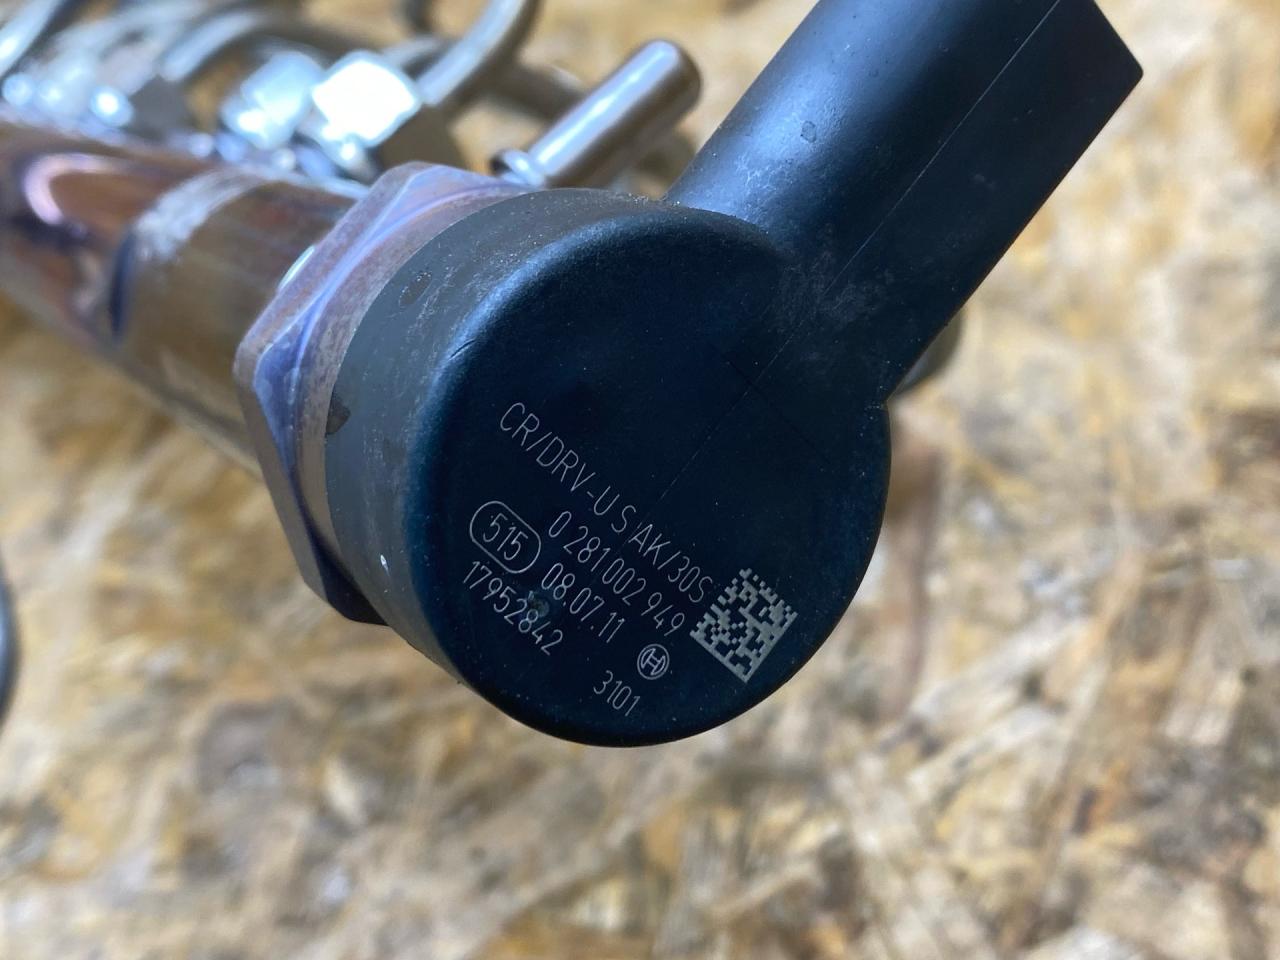 CR/DRV-U S AK/30S
0 281 002 949
515 08.07.11
17952842
3101